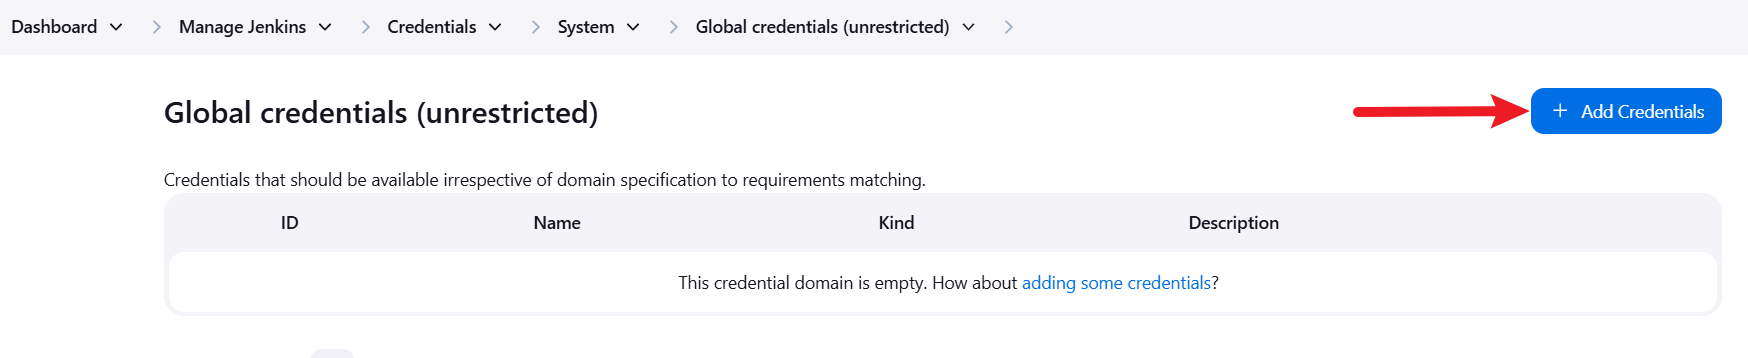 Dashboard
Manage Jenkins
Credentials
System
Global credentials (unrestricted)
Global credentials (unrestricted)
+ Add Credentials
Credentials that should be available irrespective of domain specification to requirements matching.
ID Name Kind Description
This credential domain is empty. How about adding some credentials?